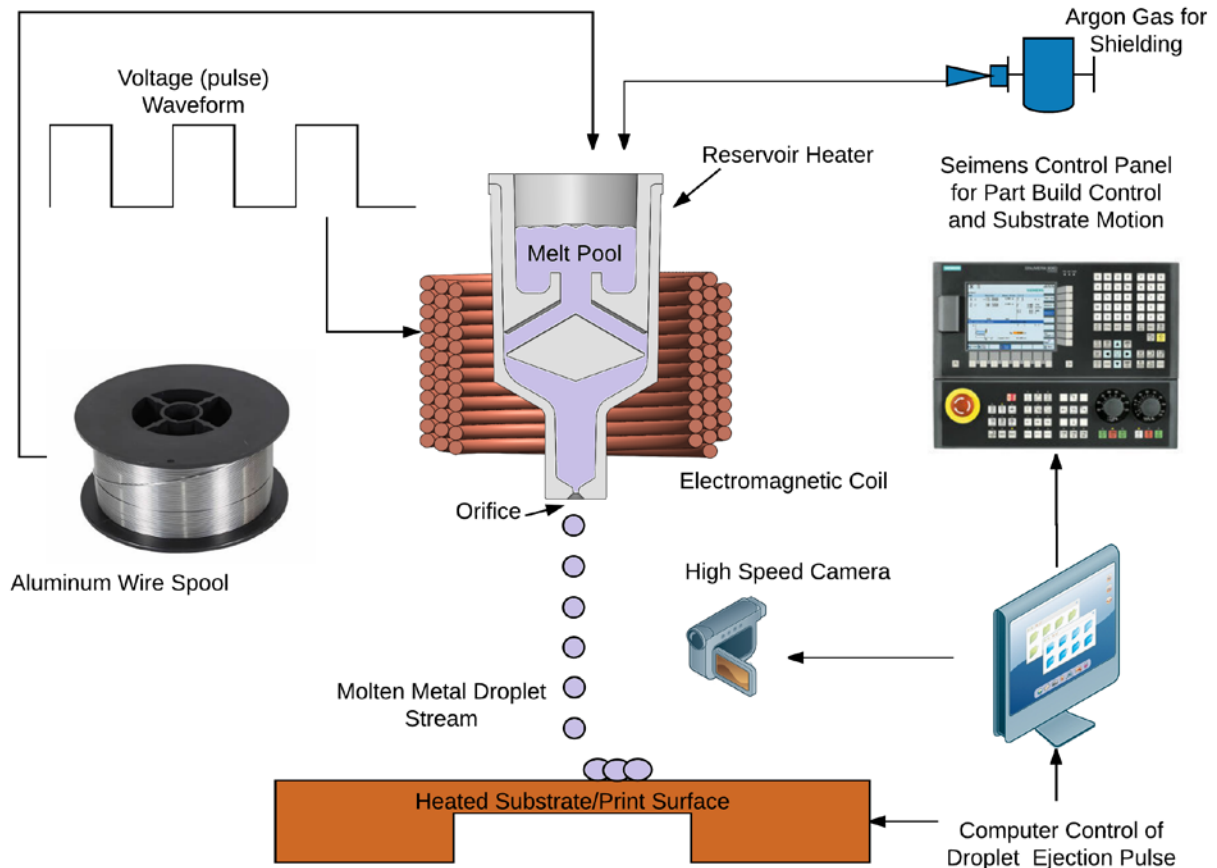 Argon Gas for
Shielding
Voltage (pulse)
Waveform
Reservoir Heater
Seimens Control Panel
for Part Build Control
and Substrate Motion
Melt Pool
Electromagnetic Coil
Orifice
Aluminum Wire Spool
High Speed Camera
Molten Metal Droplet
Stream
Heated Substrate/Print Surface
Computer Control of
Droplet Ejection Pulse